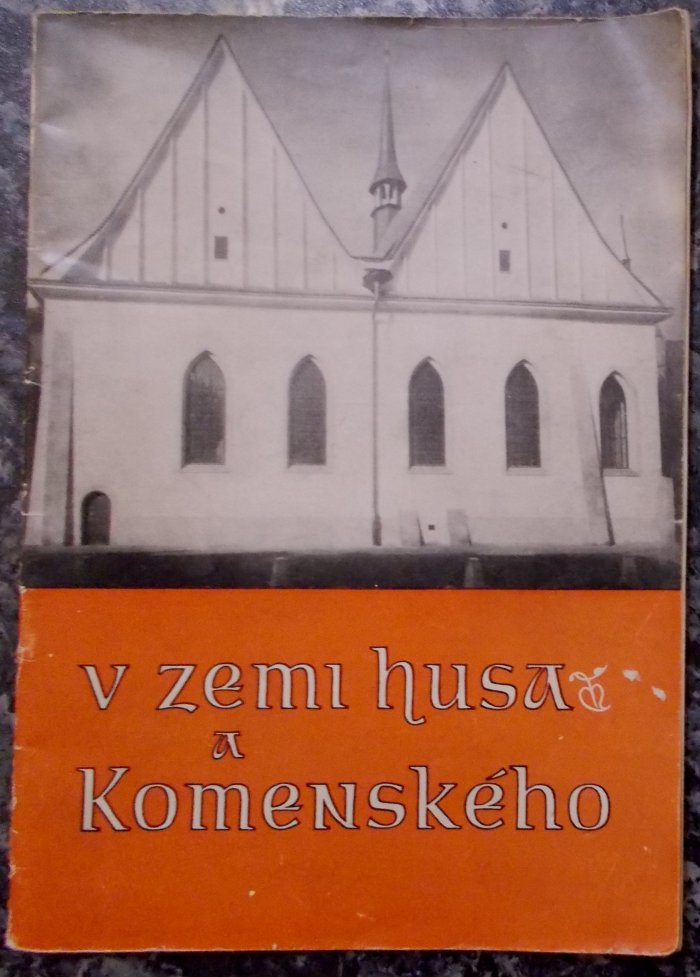 v zemi husa
a
Komenského